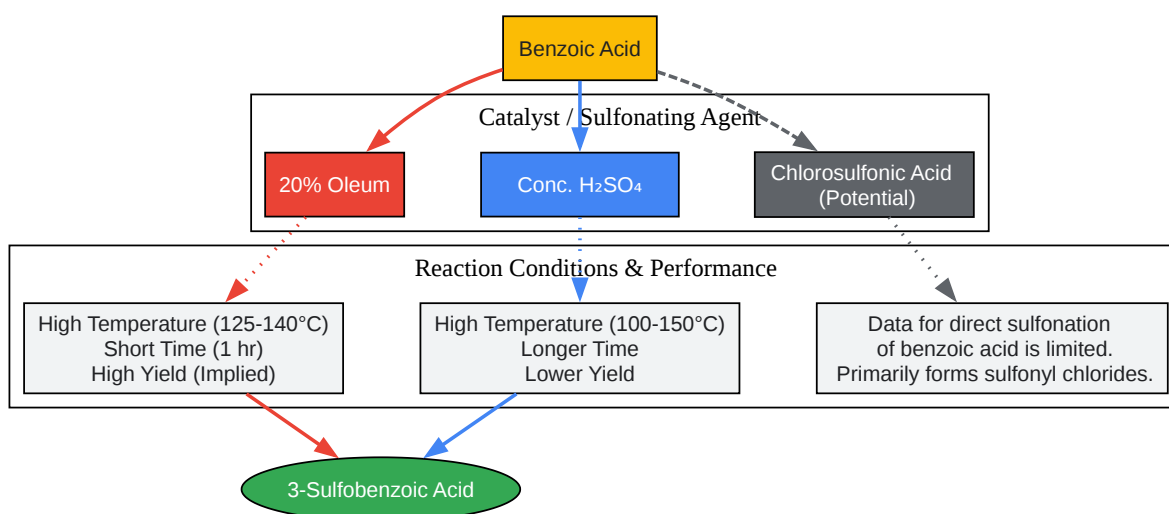 Benzoic Acid
Catalyst / Sulfonating Agent
20% Oleum
Conc. H₂SO₄
Chlorosulfonic Acid
(Potential)
Reaction Conditions & Performance
High Temperature (125-140°C)
Short Time (1 hr)
High Yield (Implied)
High Temperature (100-150°C)
Longer Time
Lower Yield
Data for direct sulfonation
of benzoic acid is limited.
Primarily forms sulfonyl chlorides.
3-Sulfobenzoic Acid